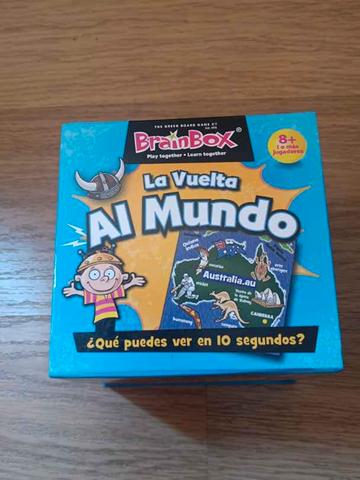 THE GREEN BOARD GAME Cº
BrainBox®
Play together • Learn together
8+
1 o más
jugadores
La Vuelta
Al Mundo
Australia.au
CANBERRA
¿Qué puedes ver en 10 segundos?